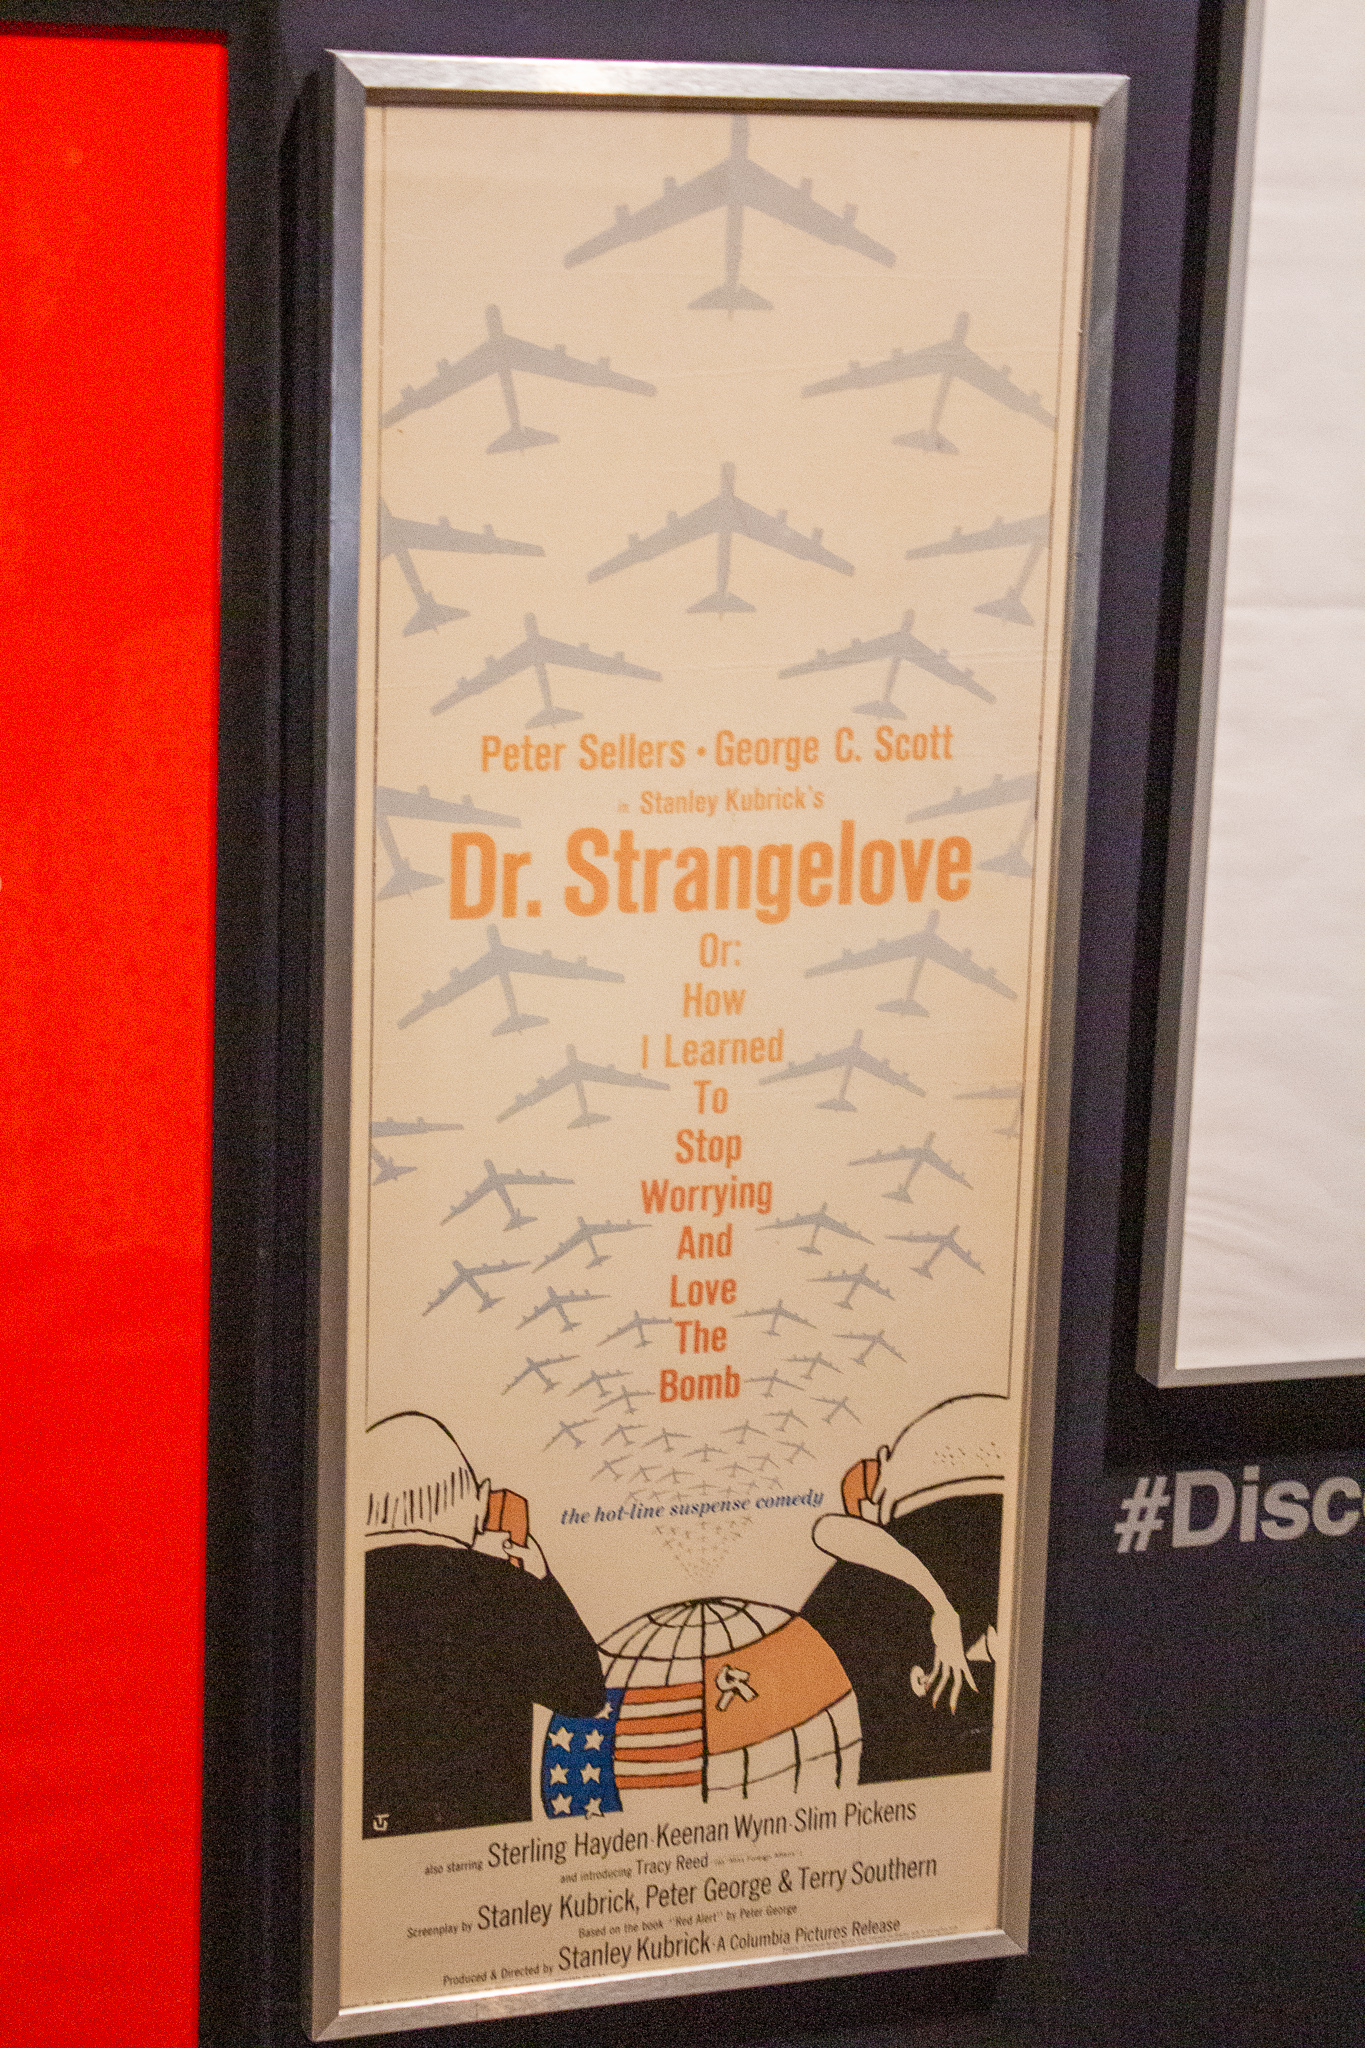 Peter Sellers • George C. Scott
in Stanley Kubrick's
Dr. Strangelove
Or:
How
I Learned
To
Stop
Worrying
And
Love
The
Bomb
the hot-line suspense comedy
#Disc
also starring Sterling Hayden · Keenan Wynn · Slim Pickens
and introducing Tracy Reed
Screenplay by Stanley Kubrick, Peter George & Terry Southern
Based on the book "Red Alert" by Peter George
Produced & Directed by Stanley Kubrick · A Columbia Pictures Release